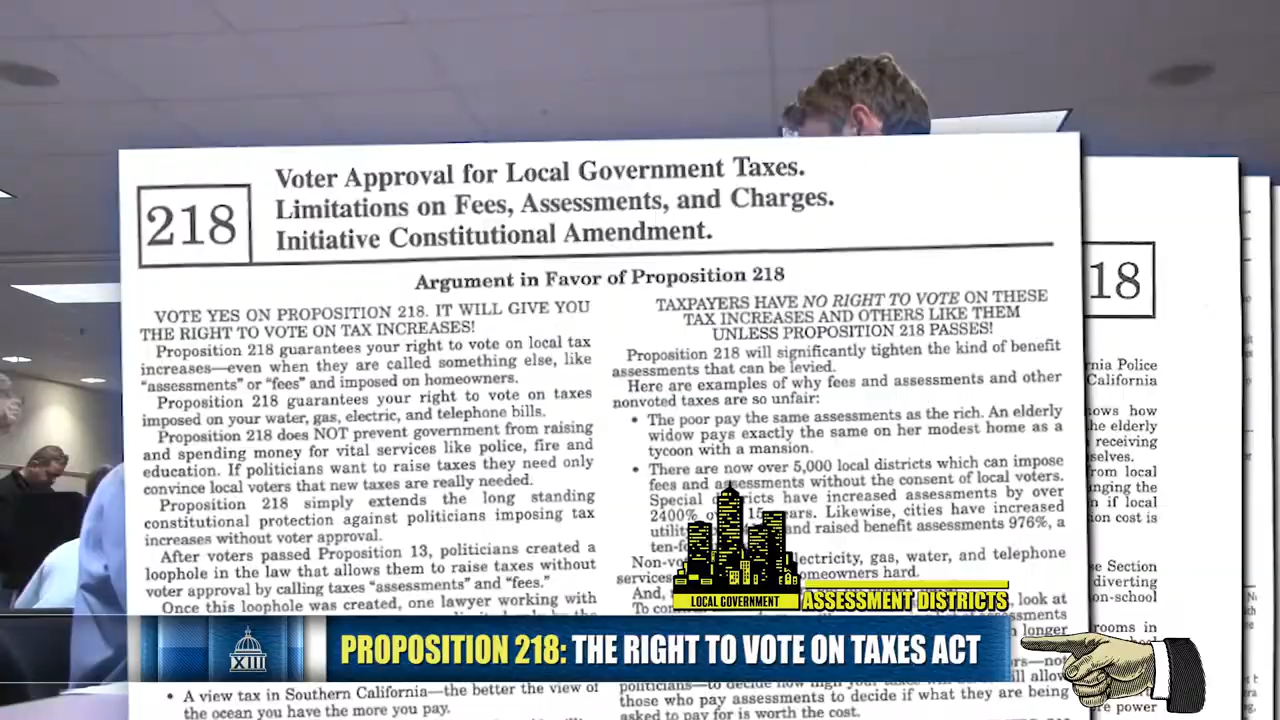 218
Voter Approval for Local Government Taxes.
Limitations on Fees, Assessments, and Charges.
Initiative Constitutional Amendment.
Argument in Favor of Proposition 218
VOTE YES ON PROPOSITION 218. IT WILL GIVE YOU
THE RIGHT TO VOTE ON TAX INCREASES!
Proposition 218 guarantees your right to vote on local tax
increases—even when they are called something else, like
"assessments" or "fees" and imposed on homeowners.
Proposition 218 guarantees your right to vote on taxes
imposed on your water, gas, electric, and telephone bills.
Proposition 218 does NOT prevent government from raising
and spending money for vital services like police, fire and
education. If politicians want to raise taxes they need only
convince local voters that new taxes are really needed.
Proposition 218 simply extends the long standing
constitutional protection against politicians imposing tax
increases without voter approval.
After voters passed Proposition 13, politicians created a
loophole in the law that allows them to raise taxes without
voter approval by calling taxes "assessments" and "fees."
Once this loophole was created, one lawyer working with
• A view tax in Southern California—the better the view of
the ocean you have the more you pay.
TAXPAYERS HAVE NO RIGHT TO VOTE ON THESE
TAX INCREASES AND OTHERS LIKE THEM
UNLESS PROPOSITION 218 PASSES!
Proposition 218 will significantly tighten the kind of benefit
assessments that can be levied.
Here are examples of why fees and assessments and other
nonvoted taxes are so unfair:
• The poor pay the same assessments as the rich. An elderly
widow pays exactly the same on her modest home as a
tycoon with a mansion.
• There are now over 5,000 local districts which can impose
fees and assessments without the consent of local voters.
Special have increased assessments by over
2400% 15 Likewise, cities have increased
and raised benefit assessments 976%, a
electricity, gas, water, and telephone
services homeowners hard.
And, look at
longer
politicians—to decide how high your taxes will be. allow
those who pay assessments to decide if what they are being
asked to pay for is worth the cost.
18
Police
California
how
elderly
receiving
local
if local
cost is
Section
diverting
rooms in
power
LOCAL GOVERNMENT
ASSESSMENT DISTRICTS
XIII
PROPOSITION 218: THE RIGHT TO VOTE ON TAXES ACT